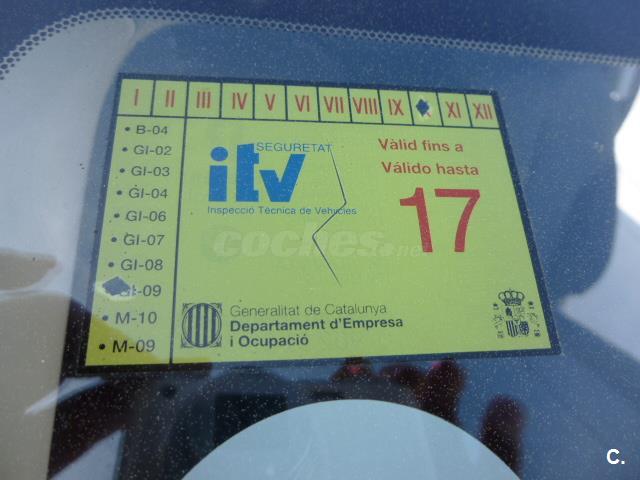 I II III IV V VI VII VIII IX XI XII
• B-04
• GI-02
• GI-03
• GI-04
• GI-06
• GI-07
• GI-08
GI-09
• M-10
• M-09
SEGURETAT
itv
Inspecció Tècnica de Vehicles
Vàlid fins a
Válido hasta
17
coches.net
Generalitat de Catalunya
Departament d'Empresa
i Ocupació
C.